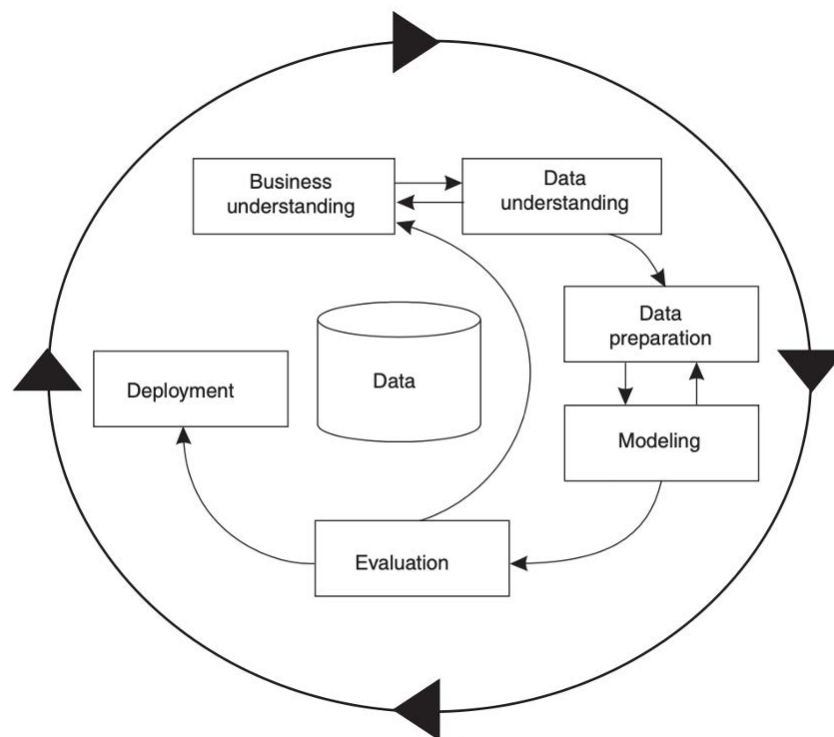 Business
understanding
Data
understanding
Data
preparation
Deployment
Data
Modeling
Evaluation